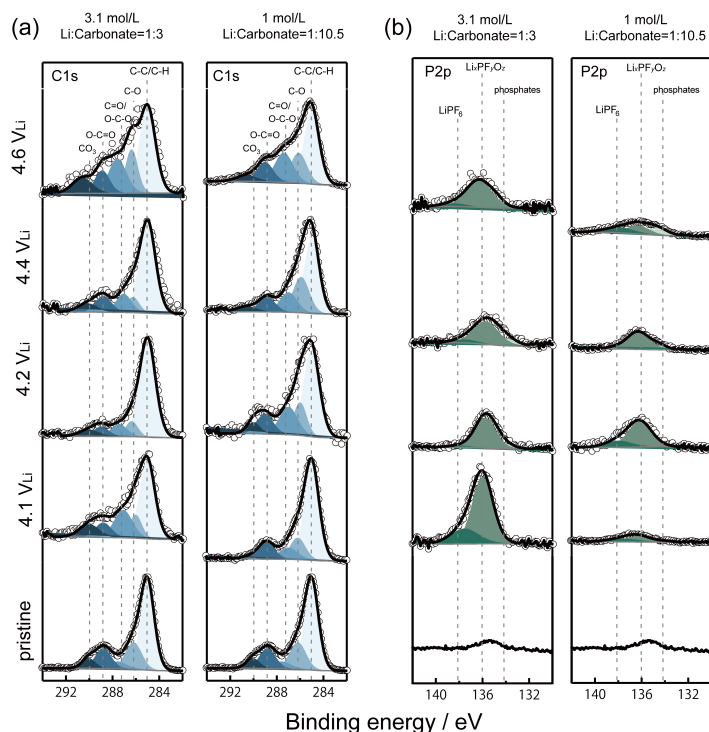 (a)
3.1 mol/L
Li:Carbonate=1:3
1 mol/L
Li:Carbonate=1:10.5
C1s
C-C/C-H
C-O
C=O/
O-C-O
O-C=O
CO3
C1s
C-C/C-H
C-O
C=O/
O-C-O
O-C=O
CO3
4.6 VLi
4.4 VLi
4.2 VLi
4.1 VLi
pristine
292 288 284
292 288 284
(b)
3.1 mol/L
Li:Carbonate=1:3
1 mol/L
Li:Carbonate=1:10.5
P2p
LixPFyOz
phosphates
LiPF6
P2p
LixPFyOz
phosphates
LiPF6
140 136 132
140 136 132
Binding energy / eV